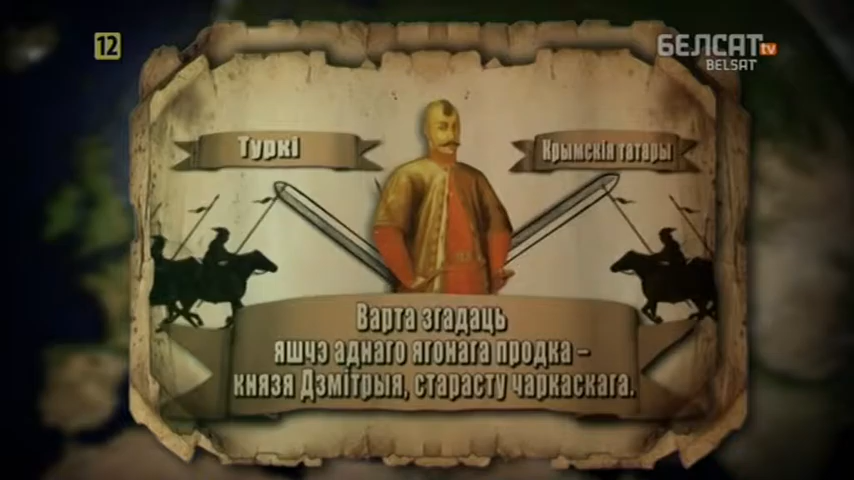 12
БЕЛСАТ tv
BELSAT
Туркі
Крымскія татары
Варта згадаць
яшчэ аднаго ягонага продка –
князя Дзмітрыя, старасту чаркаскага.